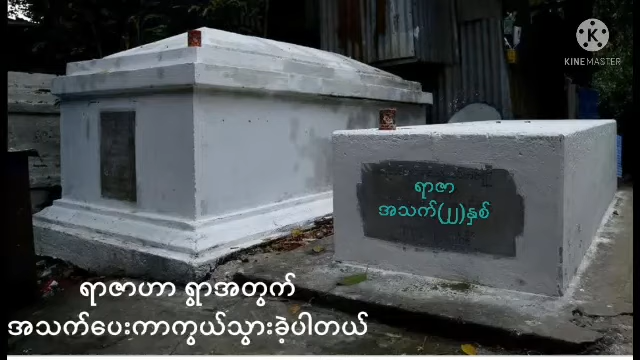 KINEMASTER
ရာဇာ
အသက်(၂၂)နှစ်
ရာဇာဟာ ရွာအတွက်
အသက်ပေးကာကွယ်သွားခဲ့ပါတယ်